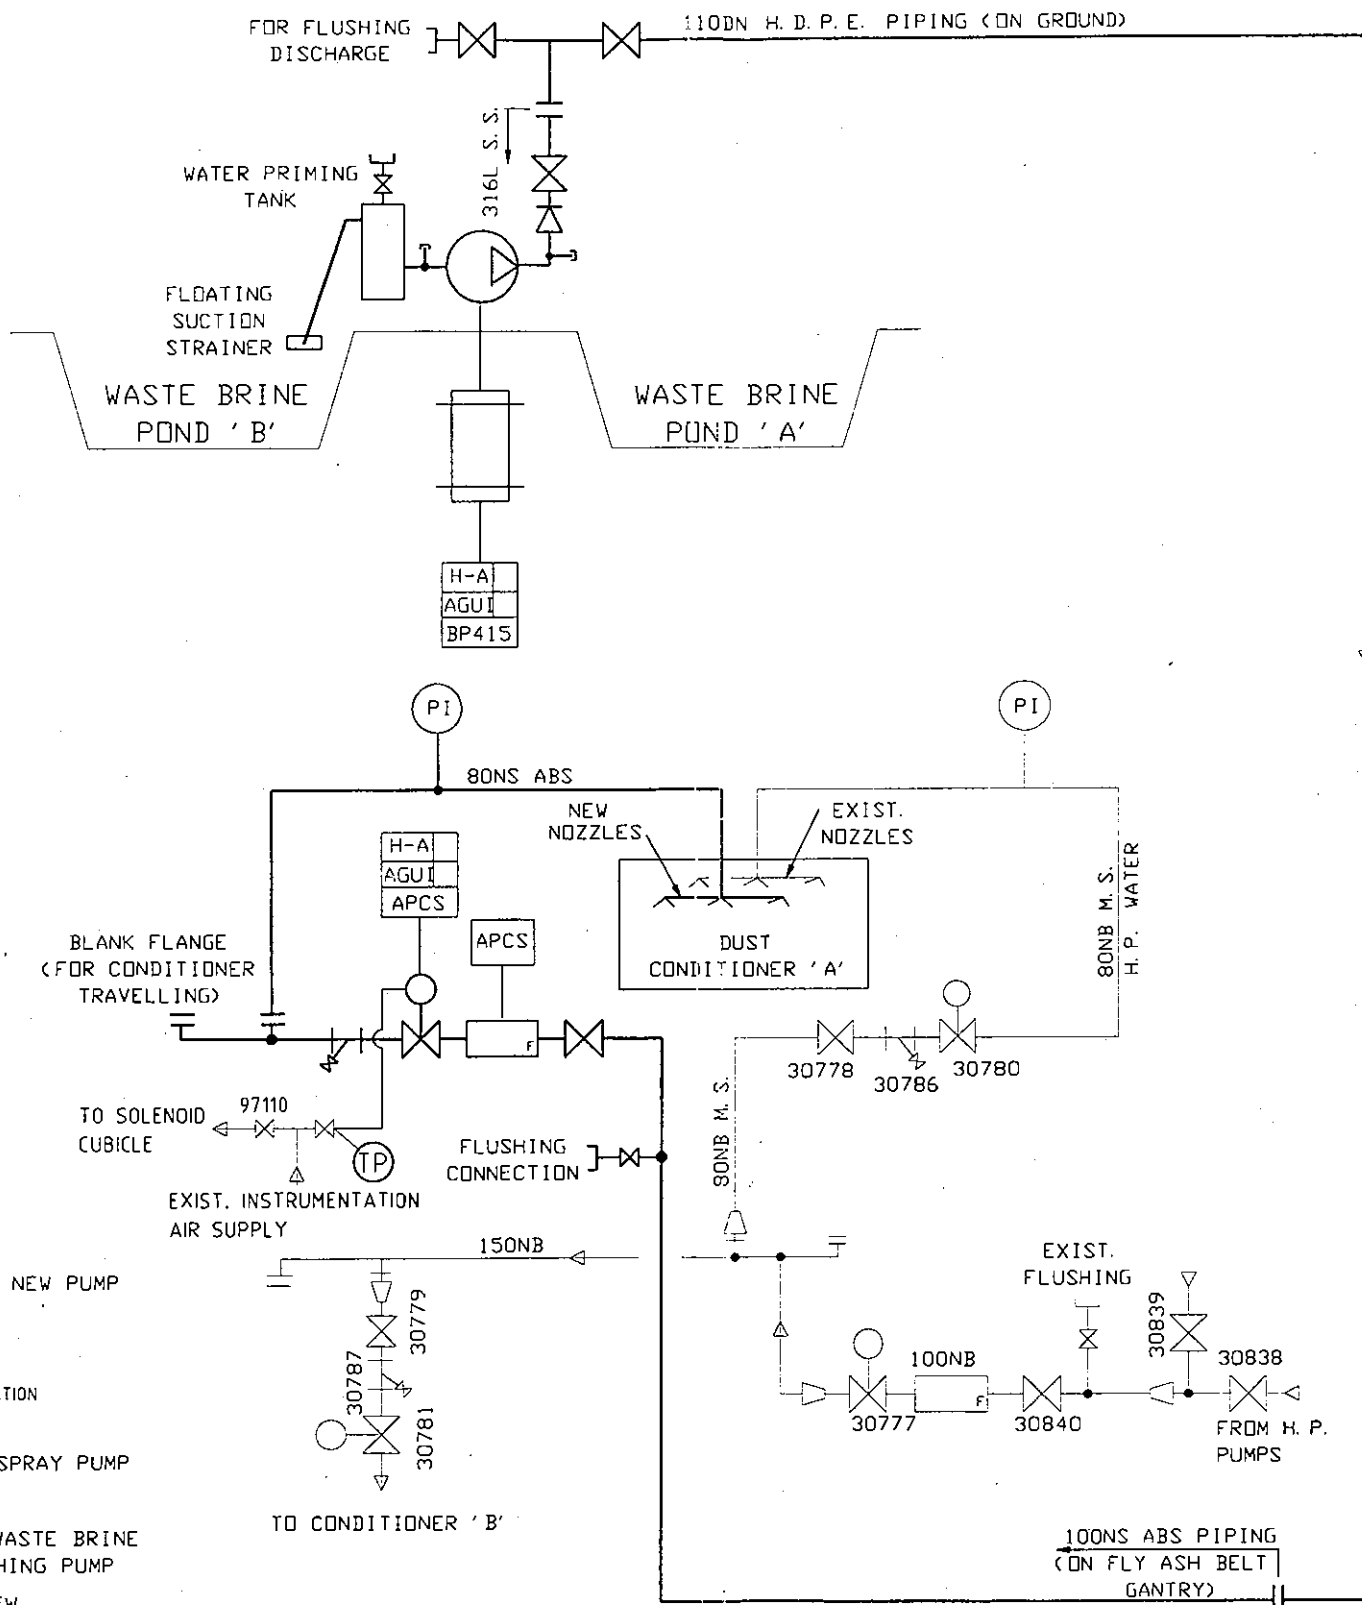 FOR FLUSHING
DISCHARGE
110DN H.D.P.E. PIPING (ON GROUND)
316L S.S.
WATER PRIMING
TANK
FLOATING
SUCTION
STRAINER
WASTE BRINE
POND 'B'
WASTE BRINE
POND 'A'
H-A
AGUI
BP415
PI
PI
80NS ABS
NEW
NOZZLES
EXIST.
NOZZLES
H-A
AGUI
APCS
APCS
DUST
CONDITIONER 'A'
80NB M.S.
H.P. WATER
BLANK FLANGE
(FOR CONDITIONER
TRAVELLING)
F
30778
30786
30780
97110
TO SOLENOID
CUBICLE
TP
FLUSHING
CONNECTION
80NB M.S.
EXIST. INSTRUMENTATION
AIR SUPPLY
150NB
NEW PUMP
EXIST.
FLUSHING
30779
30839
30787
100NB
F
30838
TION
30777
30840
30781
FROM H.P.
PUMPS
SPRAY PUMP
TO CONDITIONER 'B'
WASTE BRINE
HING PUMP
100NS ABS PIPING
(ON FLY ASH BELT
GANTRY)